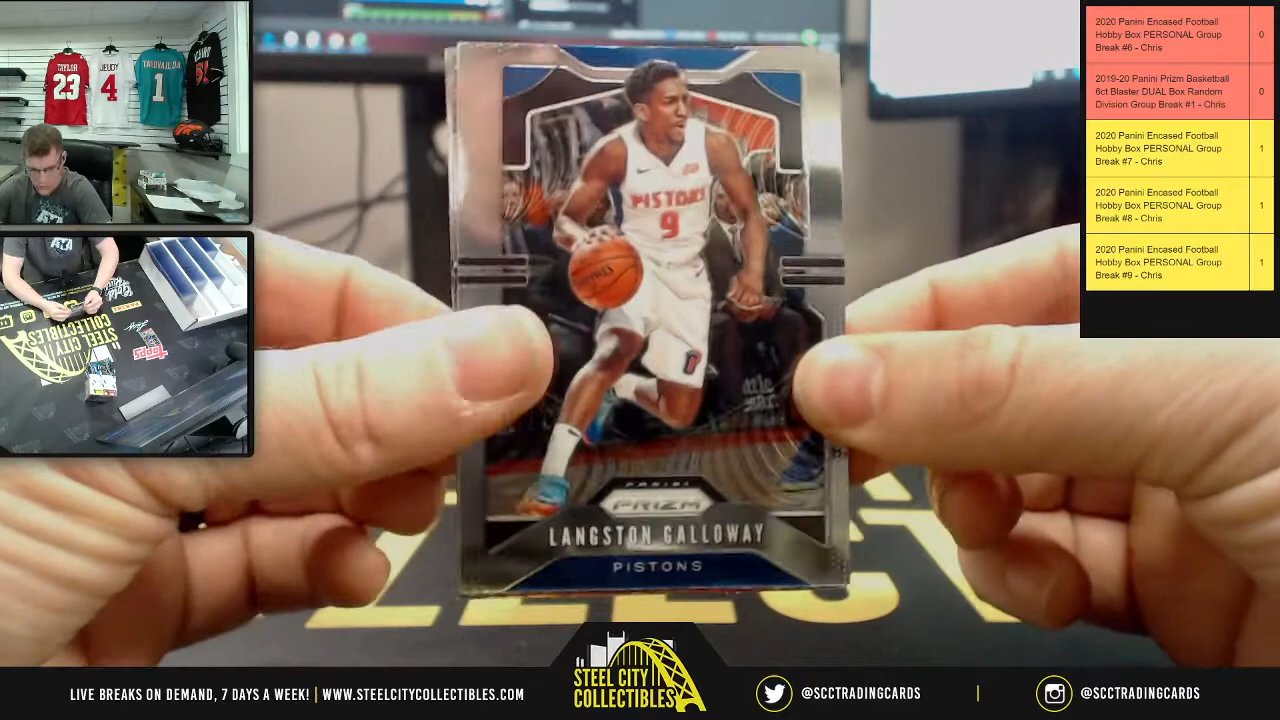 TAYLOR
23
JEUDY
4
TAGOVAILOA
1
51
STEEL CITY
COLLECTIBLES
Topps
PISTONS
9
PANINI
PRIZM
LANGSTON GALLOWAY
PISTONS
2020 Panini Encased Football
Hobby Box PERSONAL Group
Break #6 - Chris
0
2019-20 Panini Prizm Basketball
6ct Blaster DUAL Box Random
Division Group Break #1 - Chris
0
2020 Panini Encased Football
Hobby Box PERSONAL Group
Break #7 - Chris
1
2020 Panini Encased Football
Hobby Box PERSONAL Group
Break #8 - Chris
1
2020 Panini Encased Football
Hobby Box PERSONAL Group
Break #9 - Chris
1
LIVE BREAKS ON DEMAND, 7 DAYS A WEEK! | WWW.STEELCITYCOLLECTIBLES.COM
STEEL CITY
COLLECTIBLES
@SCCTRADINGCARDS
|
@SCCTRADINGCARDS